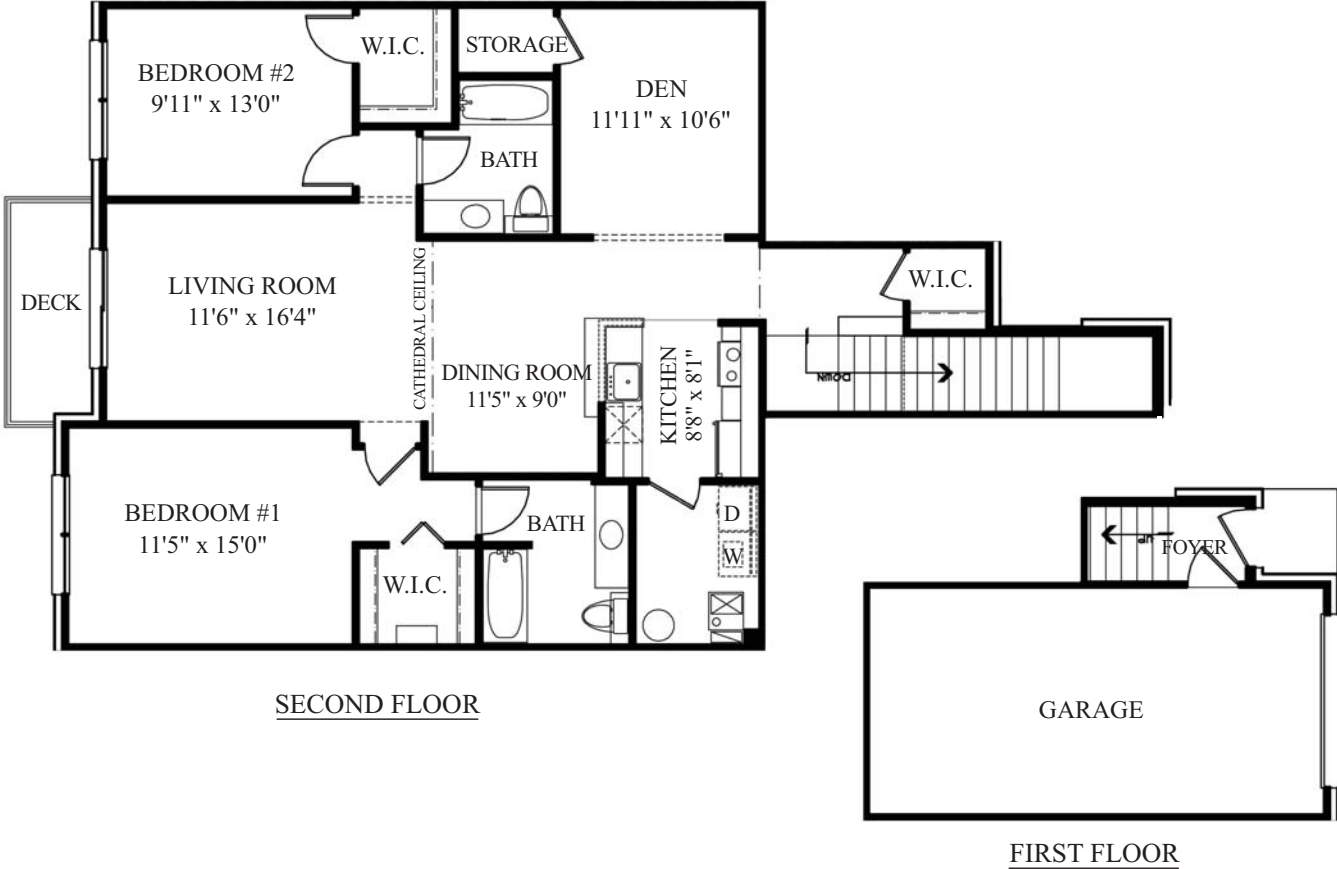 BEDROOM #2
9'11" x 13'0"
W.I.C.
STORAGE
DEN
11'11" x 10'6"
BATH
DECK
LIVING ROOM
11'6" x 16'4"
CATHEDRAL CEILING
DINING ROOM
11'5" x 9'0"
KITCHEN
8'8" x 8'1"
W.I.C.
DOWN
BEDROOM #1
11'5" x 15'0"
W.I.C.
BATH
D
W
SECOND FLOOR
UP
FOYER
GARAGE
FIRST FLOOR